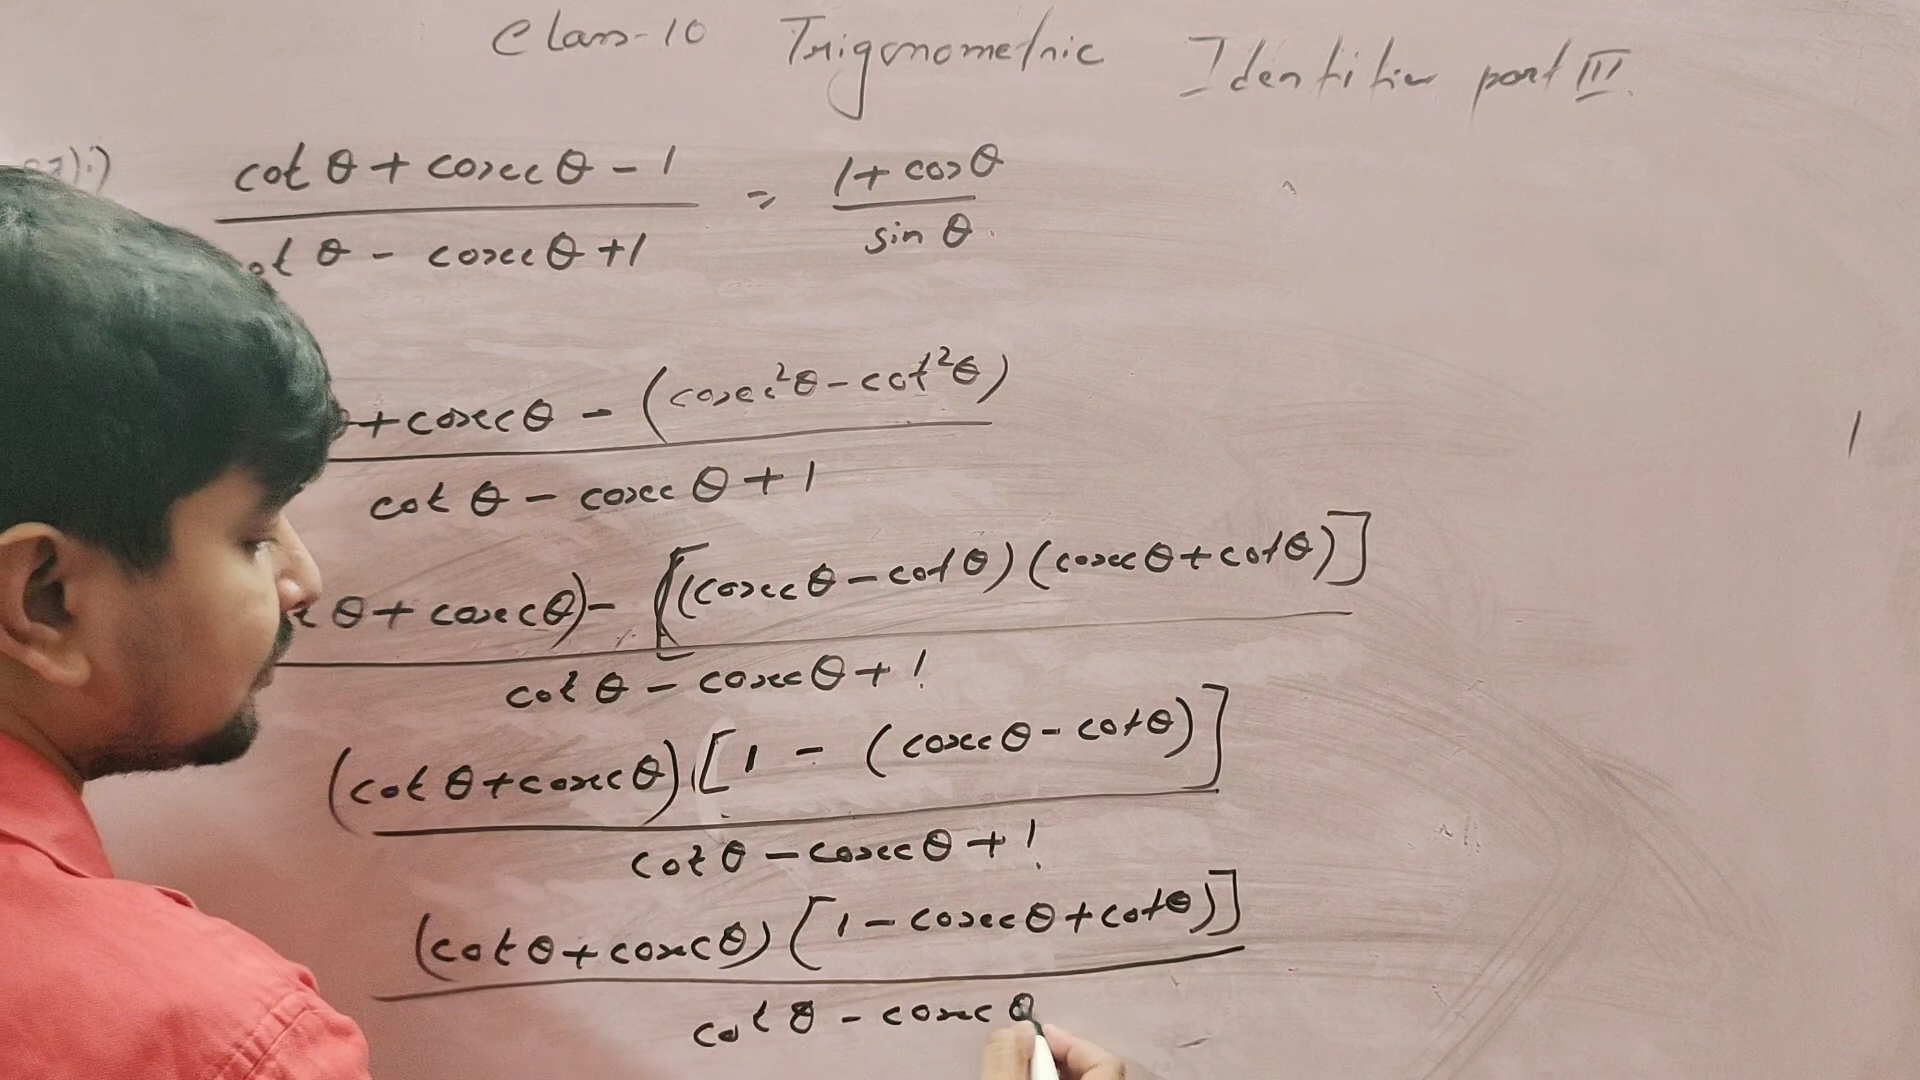 Class-10 Trigonometric Identities part III.
cot θ + cosec θ - 1 = 1 + cos θ
cot θ - cosec θ + 1 sin θ.
+ cosec θ - (cosec²θ - cot²θ)
cot θ - cosec θ + 1
θ + cosec θ) - [(cosec θ - cot θ) (cosec θ + cot θ)]
cot θ - cosec θ + 1
(cot θ + cosec θ) [1 - (cosec θ - cot θ)]
cot θ - cosec θ + 1
(cot θ + cosec θ) [1 - cosec θ + cot θ)]
cot θ - cosec θ